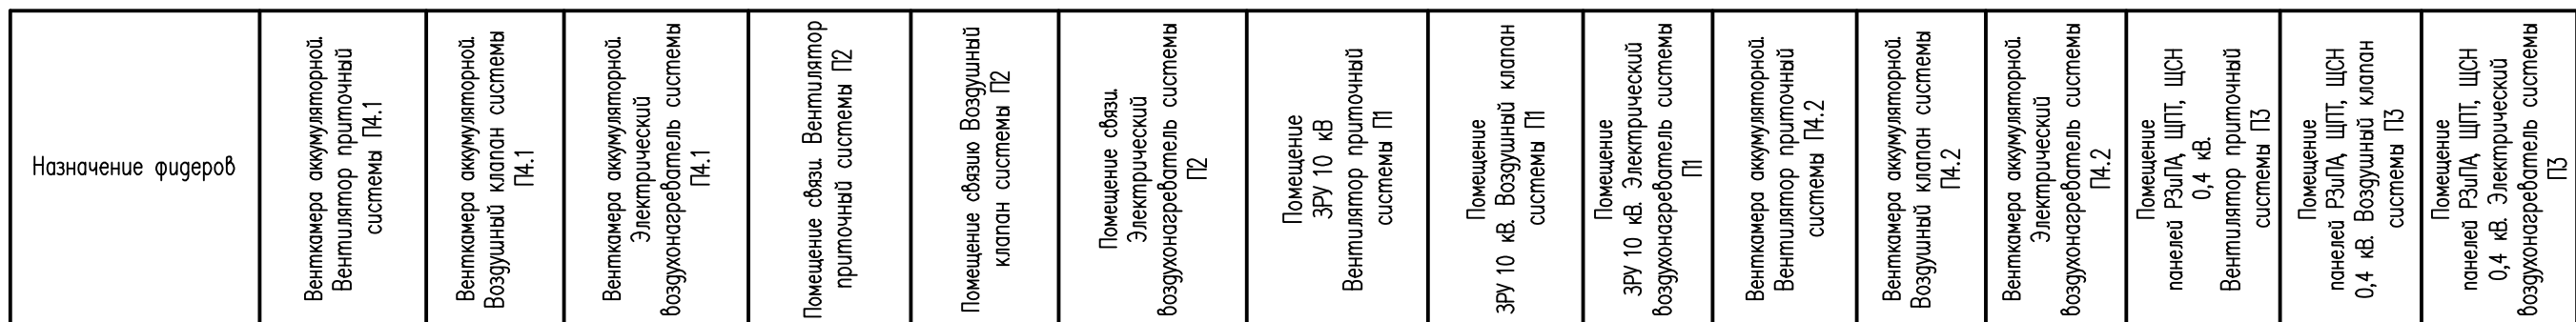 Назначение фидеров
Венткамера аккумуляторной.
Вентилятор приточный
системы П4.1
Венткамера аккумуляторной.
Воздушный клапан системы
П4.1
Венткамера аккумуляторной.
Электрический
воздухонагреватель системы
П4.1
Помещение связи. Вентилятор
приточный системы П2
Помещение связию Воздушный
клапан системы П2
Помещение связи.
Электрический
воздухонагреватель системы
П2
Помещение
ЗРУ 10 кВ
Вентилятор приточный
системы П1
Помещение
ЗРУ 10 кВ. Воздушный клапан
системы П1
Помещение
ЗРУ 10 кВ. Электрический
воздухонагреватель системы
П1
Венткамера аккумуляторной.
Вентилятор приточный
системы П4.2
Венткамера аккумуляторной.
Воздушный клапан системы
П4.2
Венткамера аккумуляторной.
Электрический
воздухонагреватель системы
П4.2
Помещение
панелей РЗиПА, ЩПТ, ЩСН
0,4 кВ.
Вентилятор приточный
системы П3
Помещение
панелей РЗиПА, ЩПТ, ЩСН
0,4 кВ. Воздушный клапан
системы П3
Помещение
панелей РЗиПА, ЩПТ, ЩСН
0,4 кВ. Электрический
воздухонагреватель системы
П3